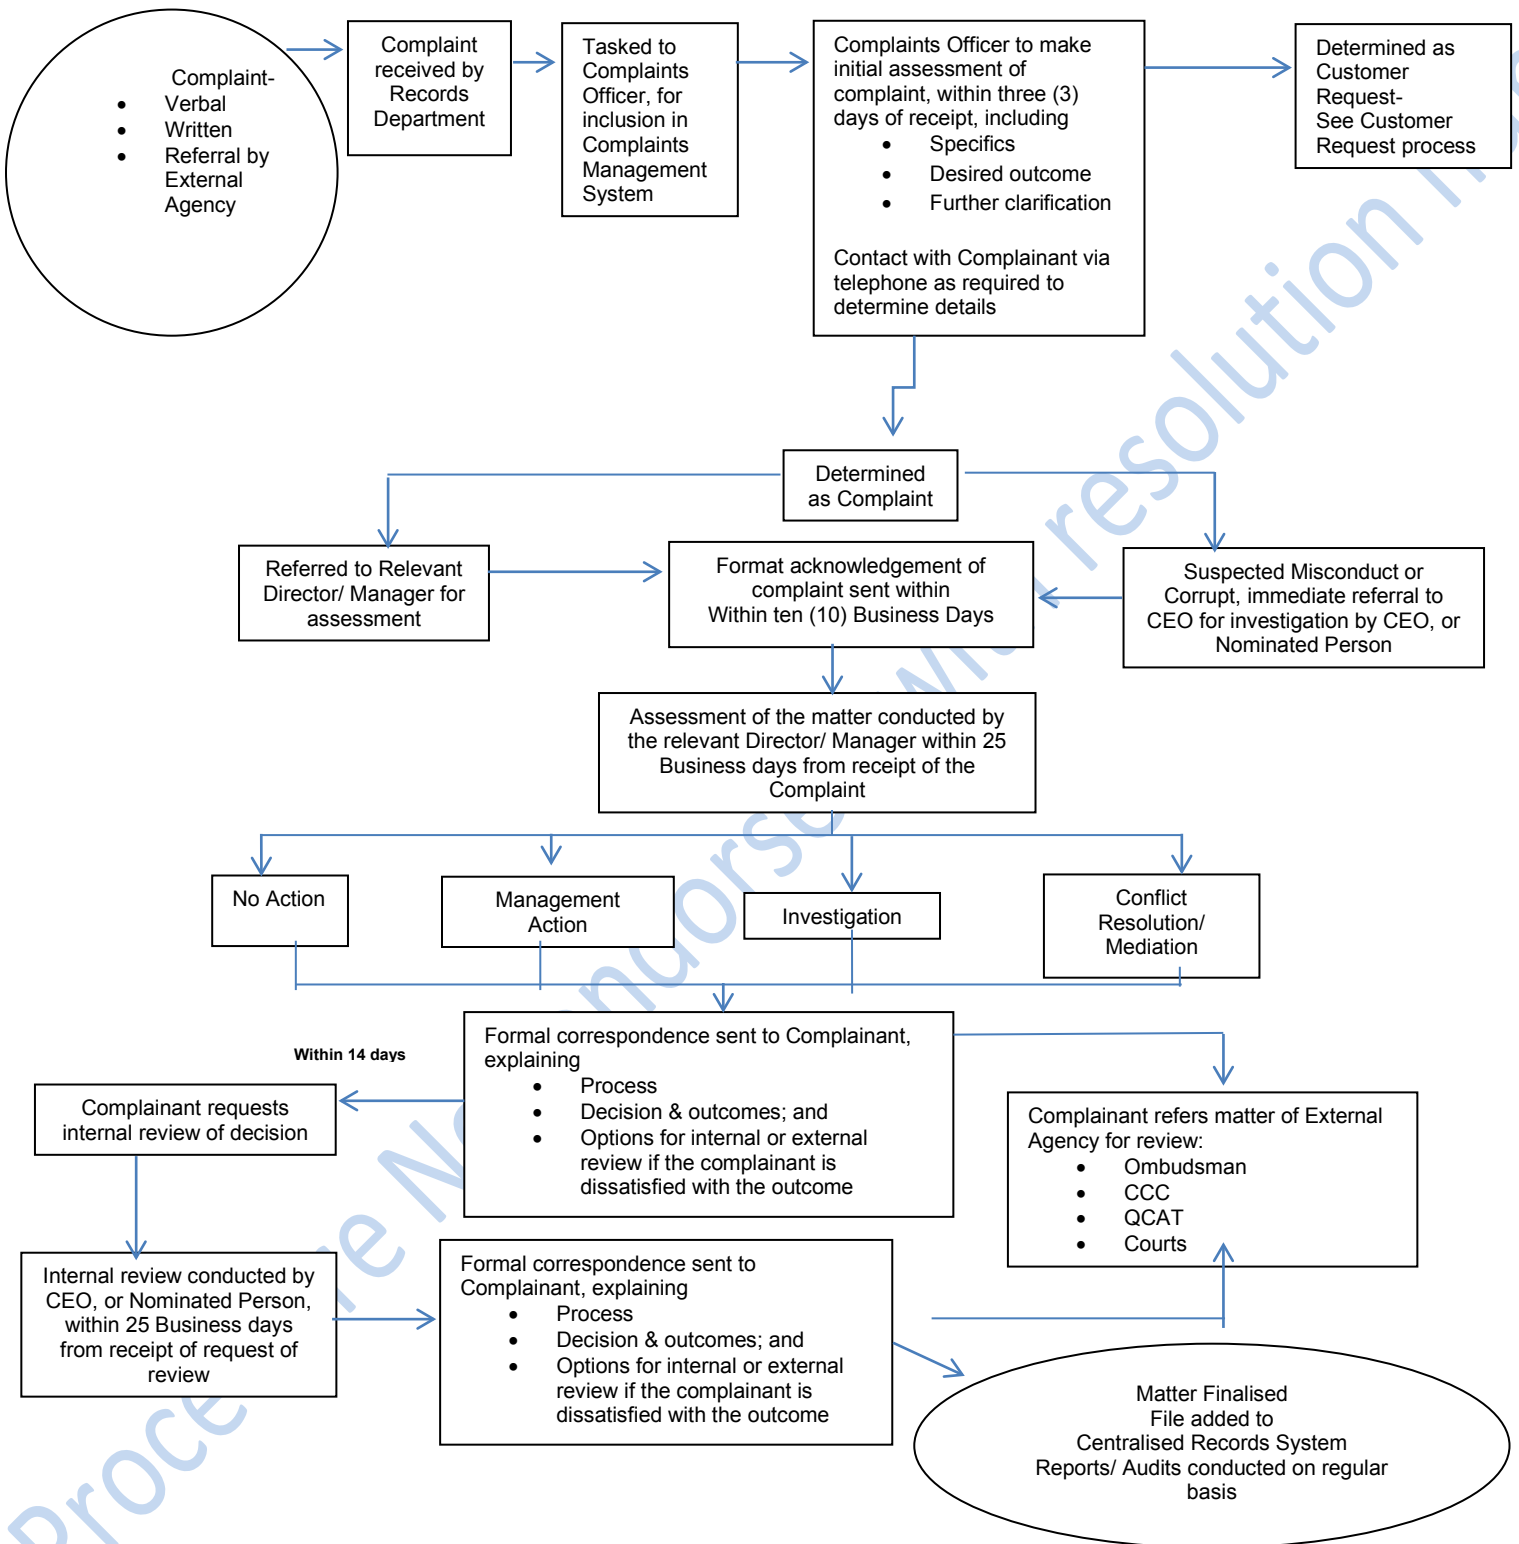 Complaint-
• Verbal
• Written
• Referral by
External
Agency
Complaint
received by
Records
Department
Tasked to
Complaints
Officer, for
inclusion in
Complaints
Management
System
Complaints Officer to make
initial assessment of
complaint, within three (3)
days of receipt, including
• Specifics
• Desired outcome
• Further clarification
Contact with Complainant via
telephone as required to
determine details
Determined as
Customer
Request-
See Customer
Request process
Determined
as Complaint
Referred to Relevant
Director/ Manager for
assessment
Format acknowledgement of
complaint sent within
Within ten (10) Business Days
Suspected Misconduct or
Corrupt, immediate referral to
CEO for investigation by CEO, or
Nominated Person
Assessment of the matter conducted by
the relevant Director/ Manager within 25
Business days from receipt of the
Complaint
No Action
Management
Action
Investigation
Conflict
Resolution/
Mediation
Formal correspondence sent to Complainant,
explaining
• Process
• Decision & outcomes; and
• Options for internal or external
review if the complainant is
dissatisfied with the outcome
Within 14 days
Complainant requests
internal review of decision
Complainant refers matter of External
Agency for review:
• Ombudsman
• CCC
• QCAT
• Courts
Internal review conducted by
CEO, or Nominated Person,
within 25 Business days
from receipt of request of
review
Formal correspondence sent to
Complainant, explaining
• Process
• Decision & outcomes; and
• Options for internal or external
review if the complainant is
dissatisfied with the outcome
Matter Finalised
File added to
Centralised Records System
Reports/ Audits conducted on regular
basis
resolution